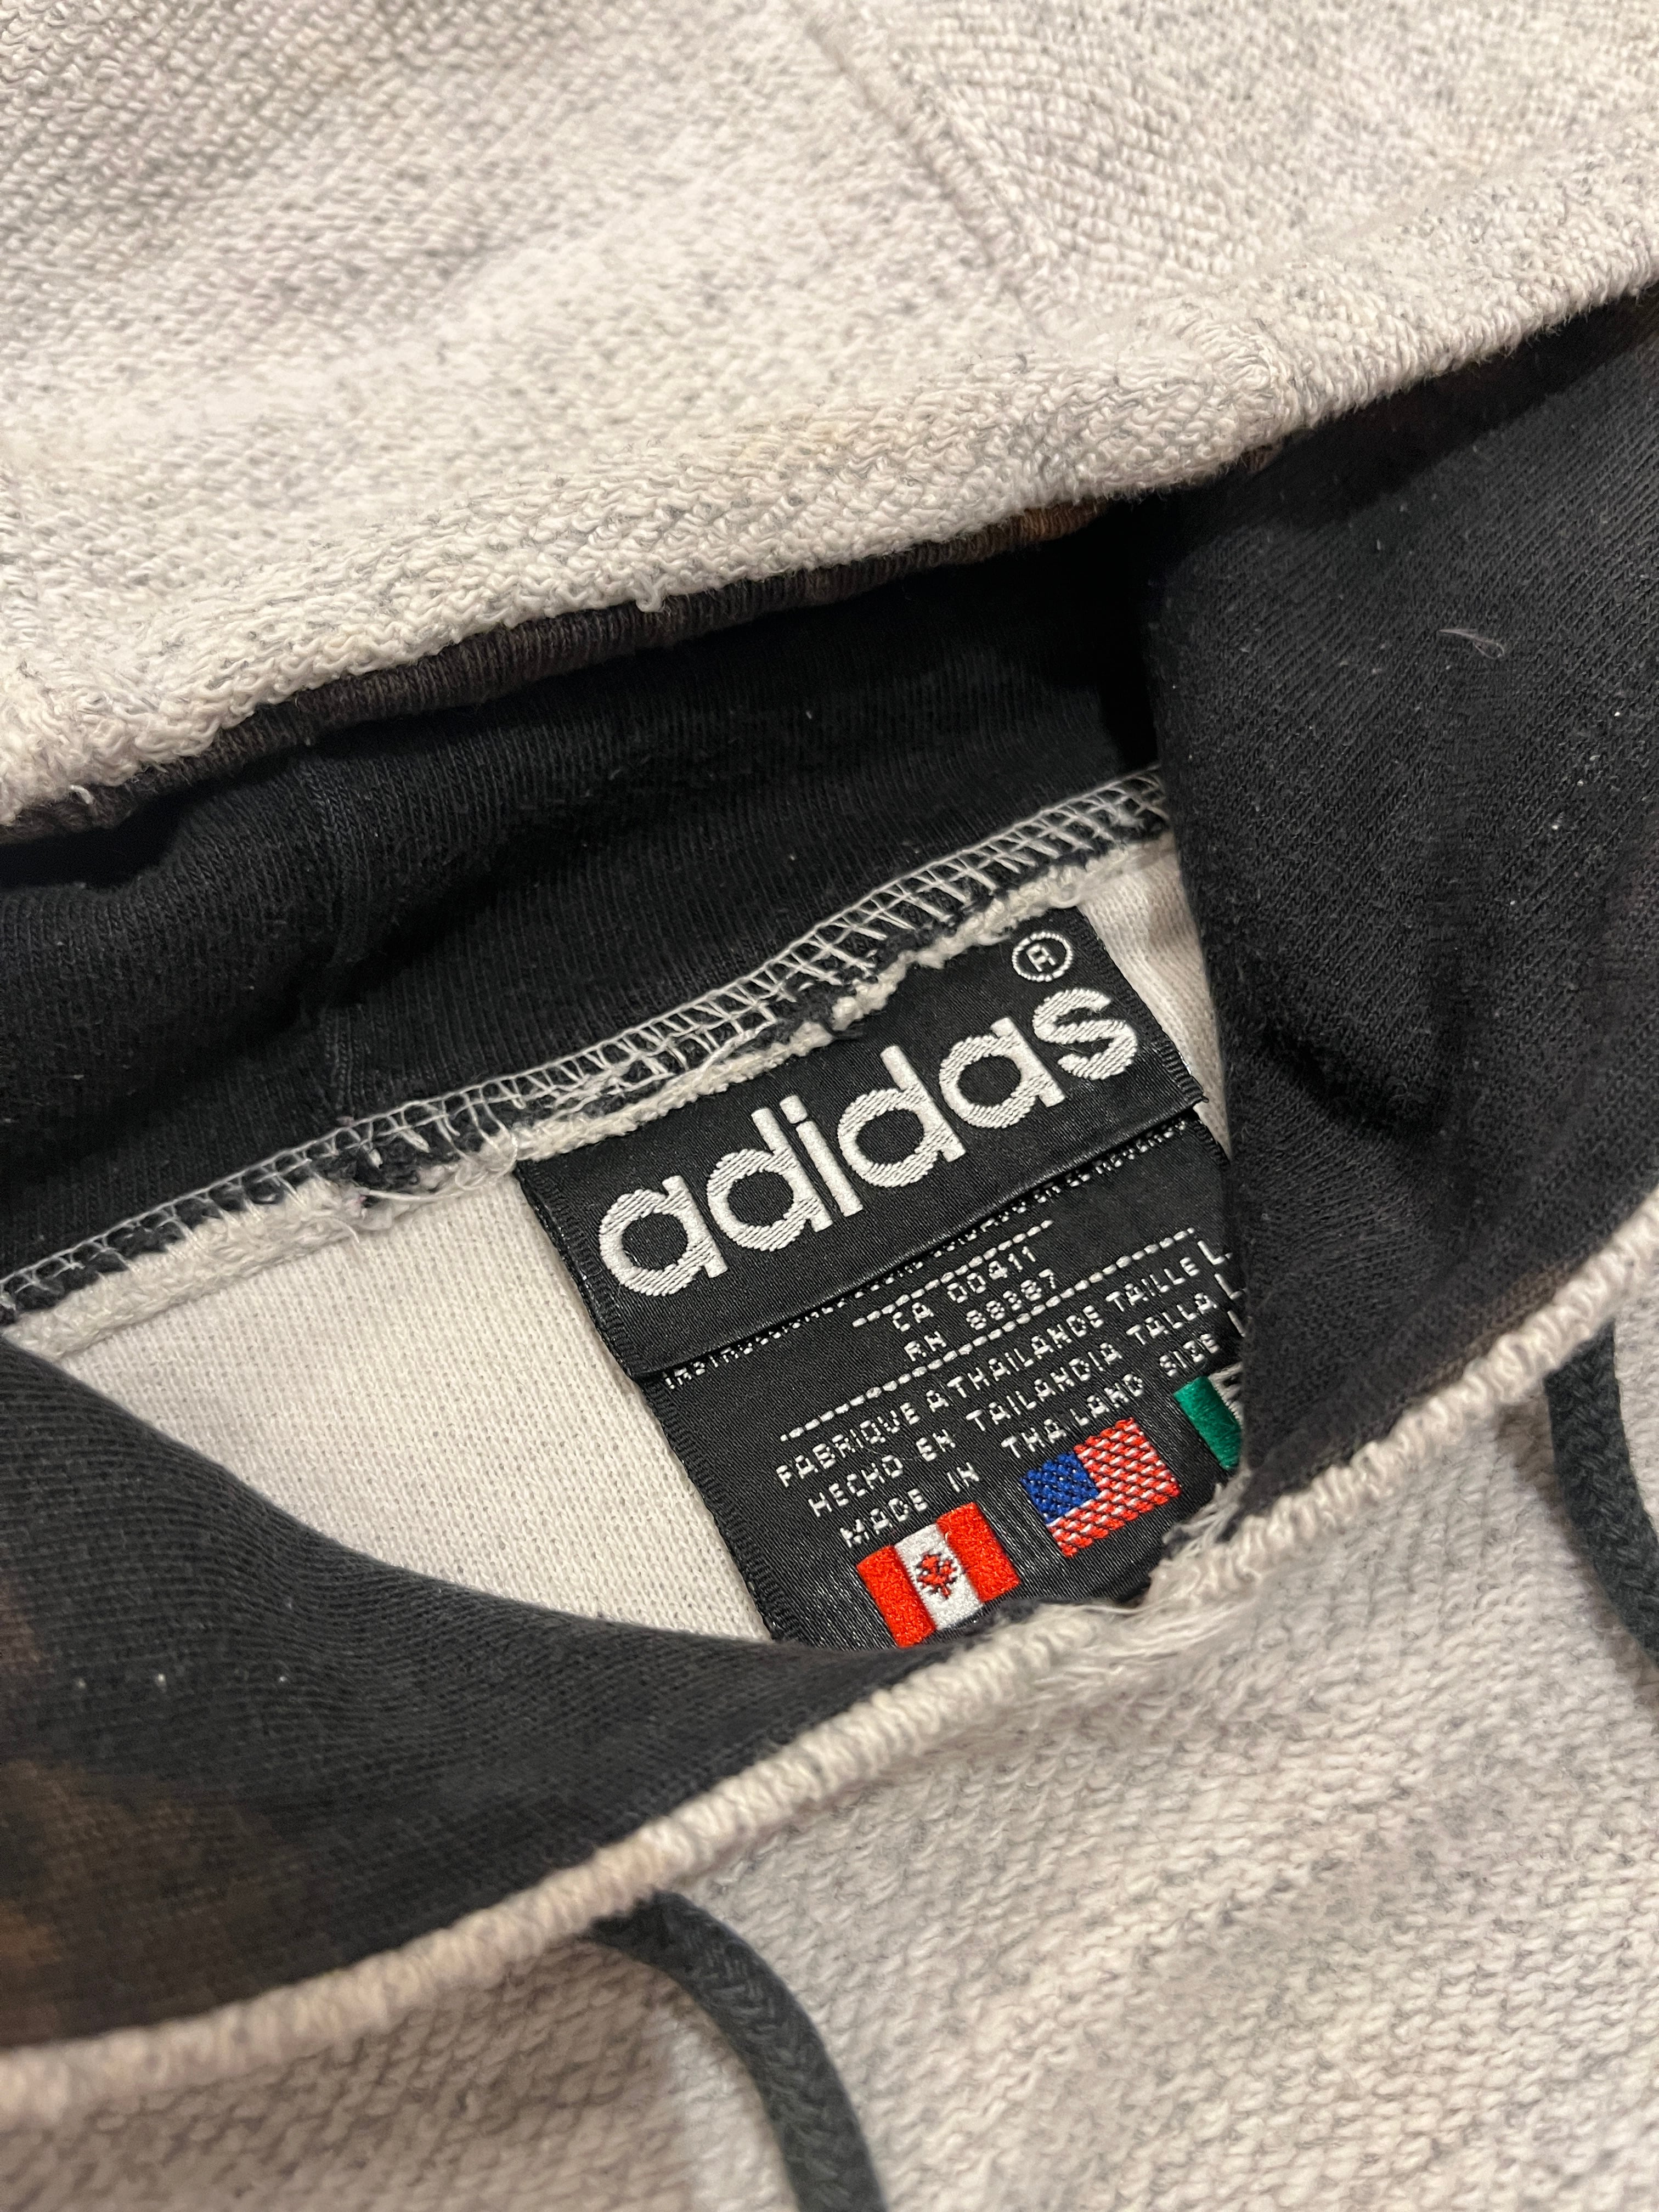 adidas®
CA 00411
RN 88387
FABRIQUE A THAILANDE TAILLE L
HECHO EN TAILANDIA TALLA L
MADE IN THAILAND SIZE